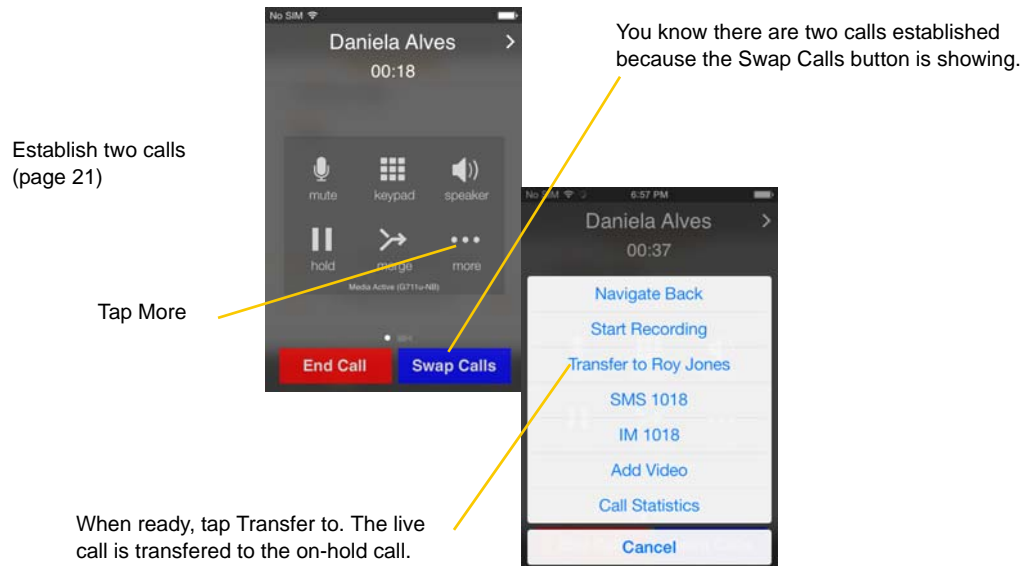 No SIM
Daniela Alves >
00:18
You know there are two calls established
because the Swap Calls button is showing.
Establish two calls
(page 21)
mute keypad speaker
hold merge more
Media Active (G711u-NB)
Tap More
End Call Swap Calls
No SIM 6:57 PM
Daniela Alves >
00:37
Navigate Back
Start Recording
Transfer to Roy Jones
SMS 1018
IM 1018
Add Video
Call Statistics
Cancel
When ready, tap Transfer to. The live
call is transfered to the on-hold call.